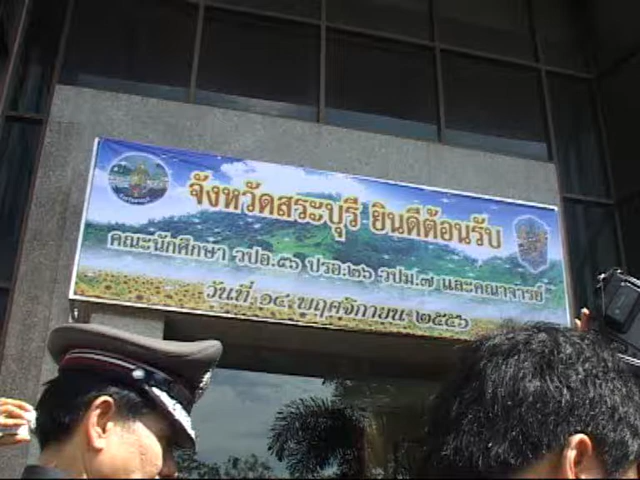 จังหวัดสระบุรี ยินดีต้อนรับ
คณะนักศึกษา วปอ.๕๖ ปรอ.๒๖ วปม.๗ และคณาจารย์
วันที่ ๑๔ พฤศจิกายน ๒๕๕๖